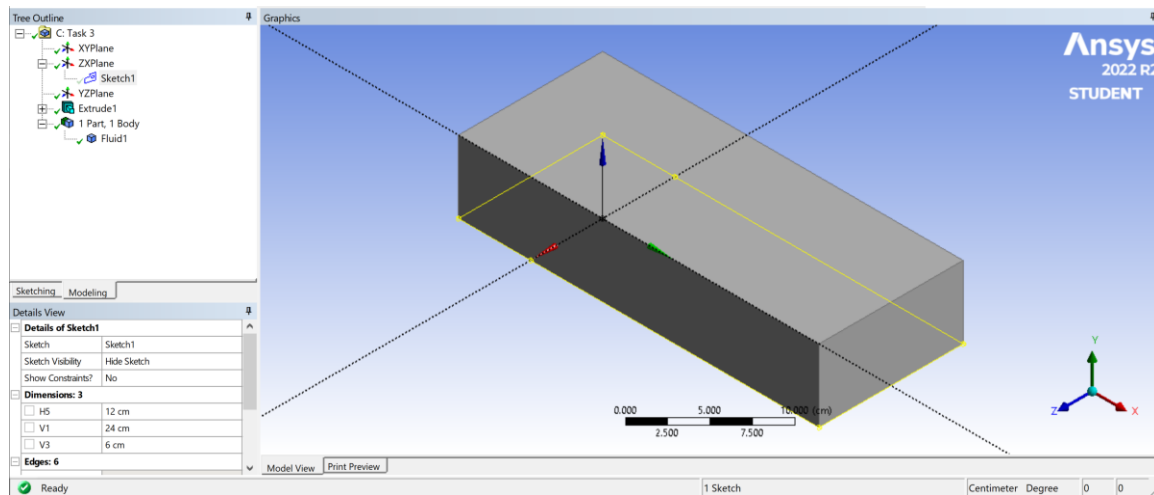 Tree Outline
Graphics
C: Task 3
XYPlane
ZXPlane
Sketch1
YZPlane
Extrude1
1 Part, 1 Body
Fluid1
Ansys
2022 R2
STUDENT
Sketching Modeling
Details View
Details of Sketch1
Sketch Sketch1
Sketch Visibility Hide Sketch
Show Constraints? No
Dimensions: 3
H5 12 cm
V1 24 cm
V3 6 cm
Edges: 6
0.000 5.000 10.000 (cm)
2.500 7.500
Y
Z X
Model View Print Preview
Ready 1 Sketch Centimeter Degree 0 0